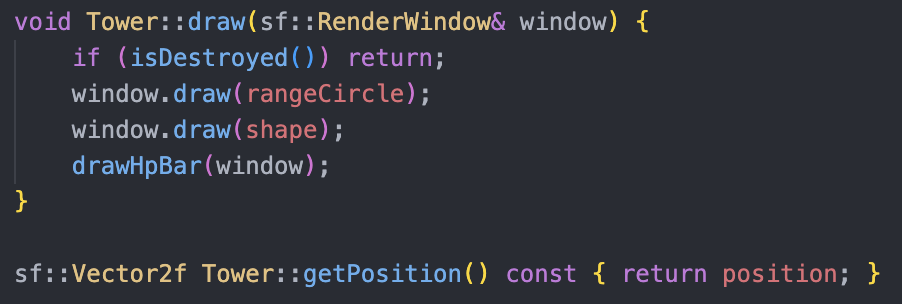 void Tower::draw(sf::RenderWindow& window) {
    if (isDestroyed()) return;
    window.draw(rangeCircle);
    window.draw(shape);
    drawHpBar(window);
}

sf::Vector2f Tower::getPosition() const { return position; }